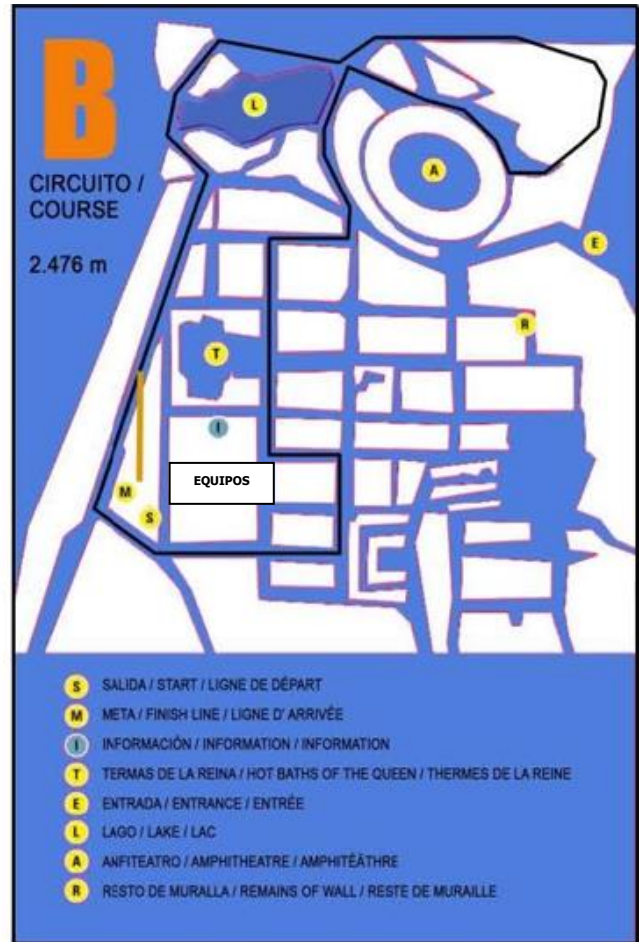 B
CIRCUITO /
COURSE
2.476 m
L
A
E
R
T
I
EQUIPOS
M
S
S SALIDA / START / LIGNE DE DÉPART
M META / FINISH LINE / LIGNE D' ARRIVÉE
I INFORMACIÓN / INFORMATION / INFORMATION
T TERMAS DE LA REINA / HOT BATHS OF THE QUEEN / THERMES DE LA REINE
E ENTRADA / ENTRANCE / ENTRÉE
L LAGO / LAKE / LAC
A ANFITEATRO / AMPHITHEATRE / AMPHITÉÂTHRE
R RESTO DE MURALLA / REMAINS OF WALL / RESTE DE MURAILLE